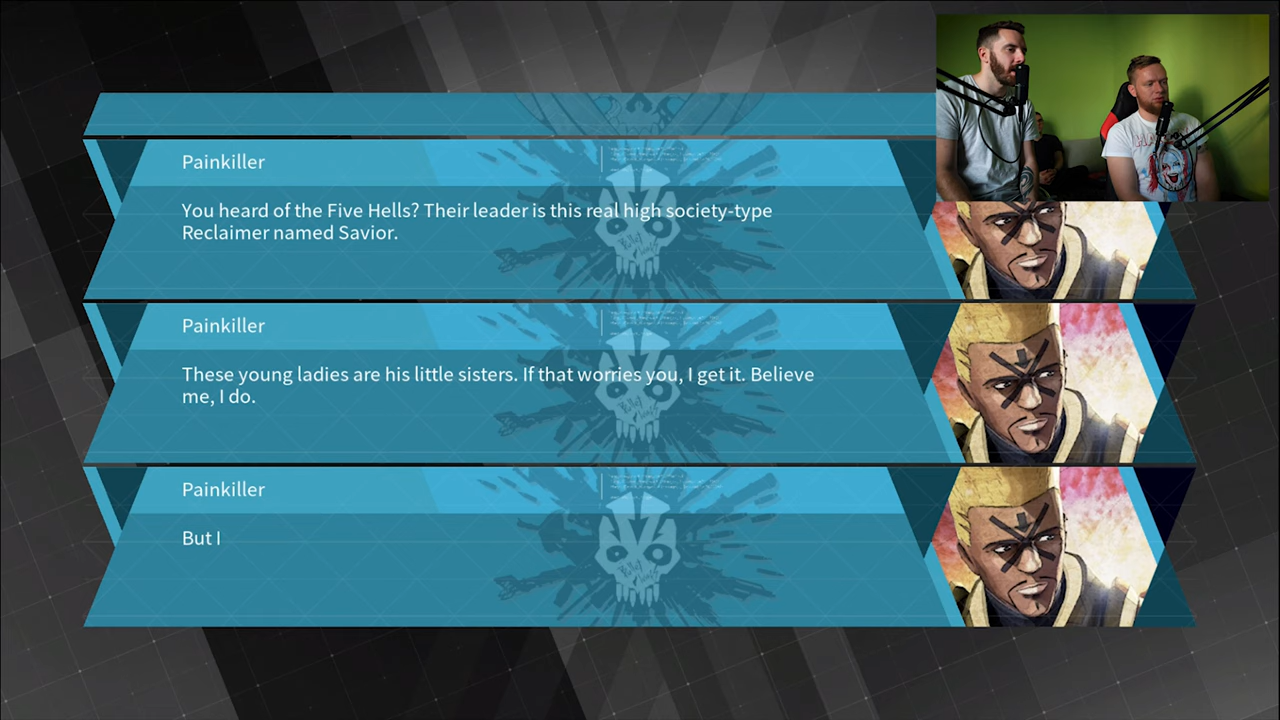 Painkiller
You heard of the Five Hells? Their leader is this real high society-type
Reclaimer named Savior.
Painkiller
These young ladies are his little sisters. If that worries you, I get it. Believe
me, I do.
Painkiller
But I